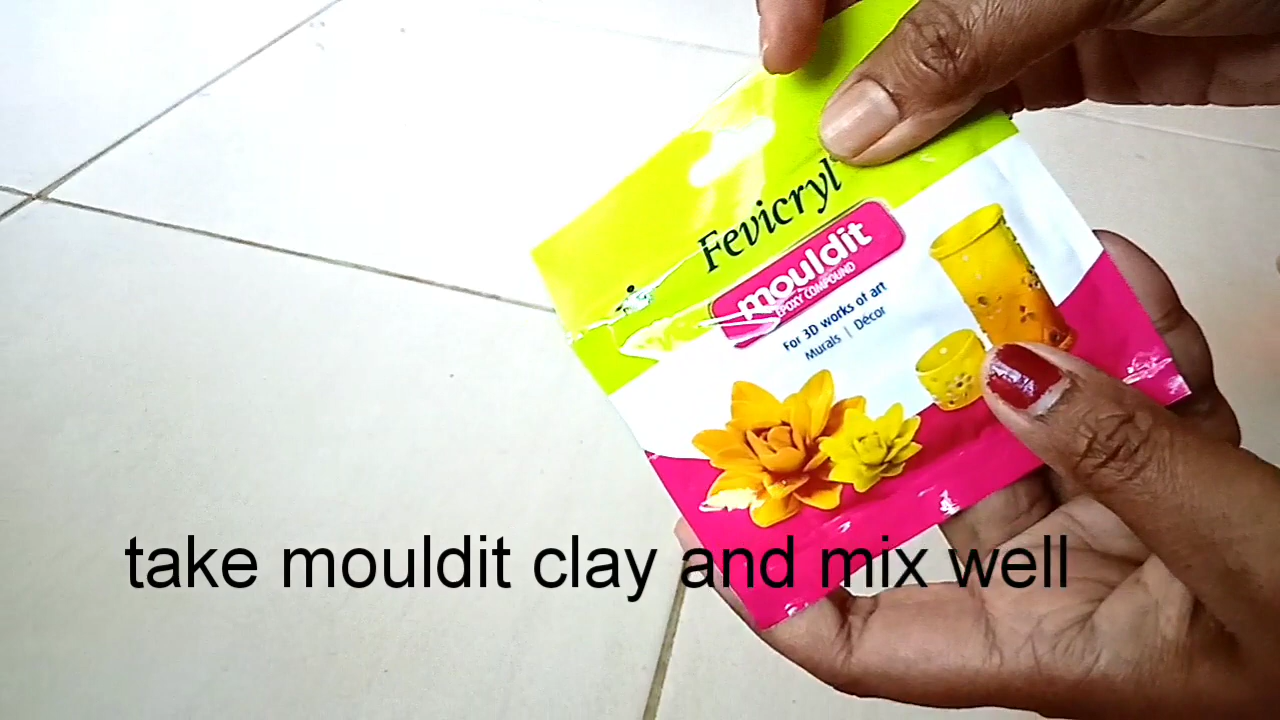 Fevicryl
mouldit
EPOXY COMPOUND
For 3D works of art
Murals | Décor
take mouldit clay and mix well